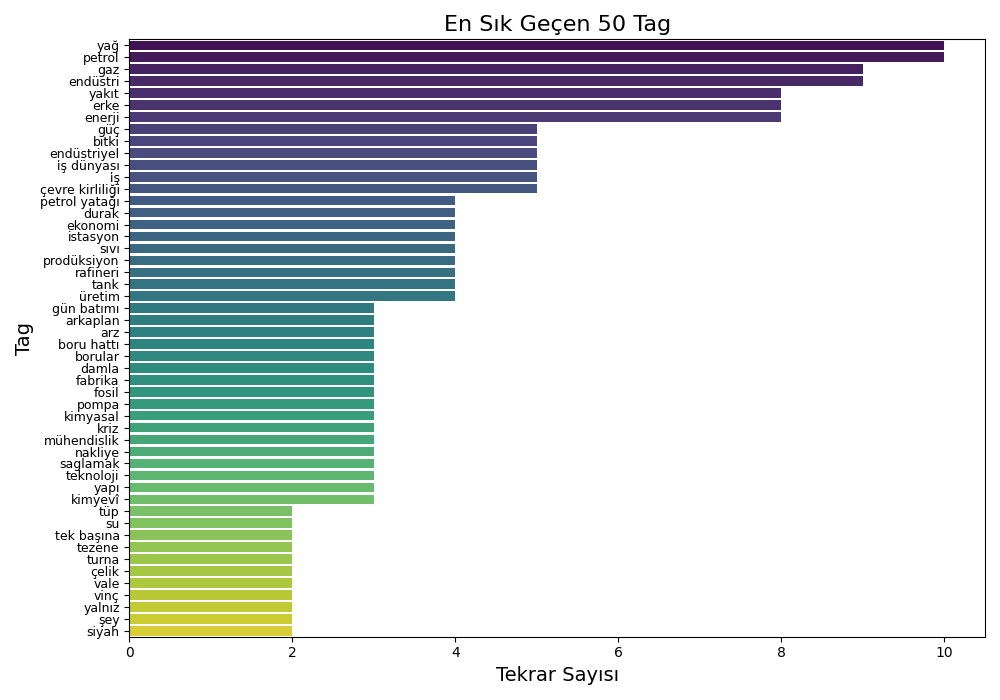 En Sık Geçen 50 Tag
yağ
petrol
gaz
endüstri
yakıt
erke
enerji
güç
bitki
endüstriyel
iş dünyası
iş
çevre kirliliği
petrol yatağı
durak
ekonomi
istasyon
sıvı
prodüksiyon
rafineri
tank
üretim
gün batımı
arkaplan
arz
boru hattı
borular
damla
fabrika
fosil
pompa
kimyasal
kriz
mühendislik
nakliye
sağlamak
teknoloji
yapı
kimyevî
tüp
su
tek başına
tezene
turna
çelik
vale
vinç
yalnız
şey
siyah
Tag
0 2 4 6 8 10
Tekrar Sayısı